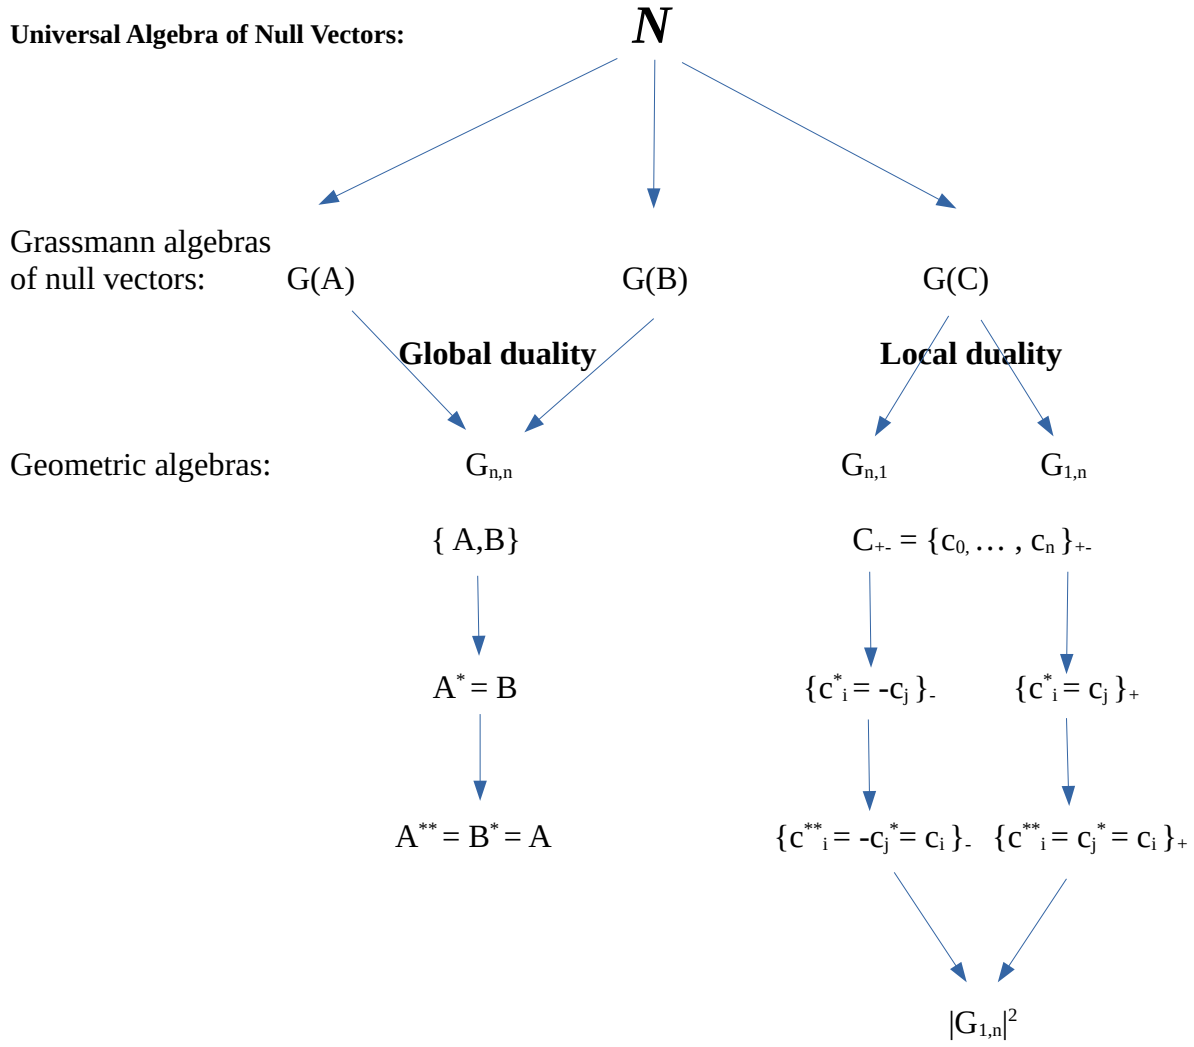 Universal Algebra of Null Vectors: N
Grassmann algebras
of null vectors: G(A) G(B) G(C)
Global duality Local duality
Geometric algebras: Gn,n Gn,1 G1,n
{ A,B} C+- = {c0, … , cn }+-
A* = B {c*i = -cj }- {c*i = cj }+
A** = B* = A {c**i = -cj* = ci }- {c**i = cj* = ci }+
|G1,n|2